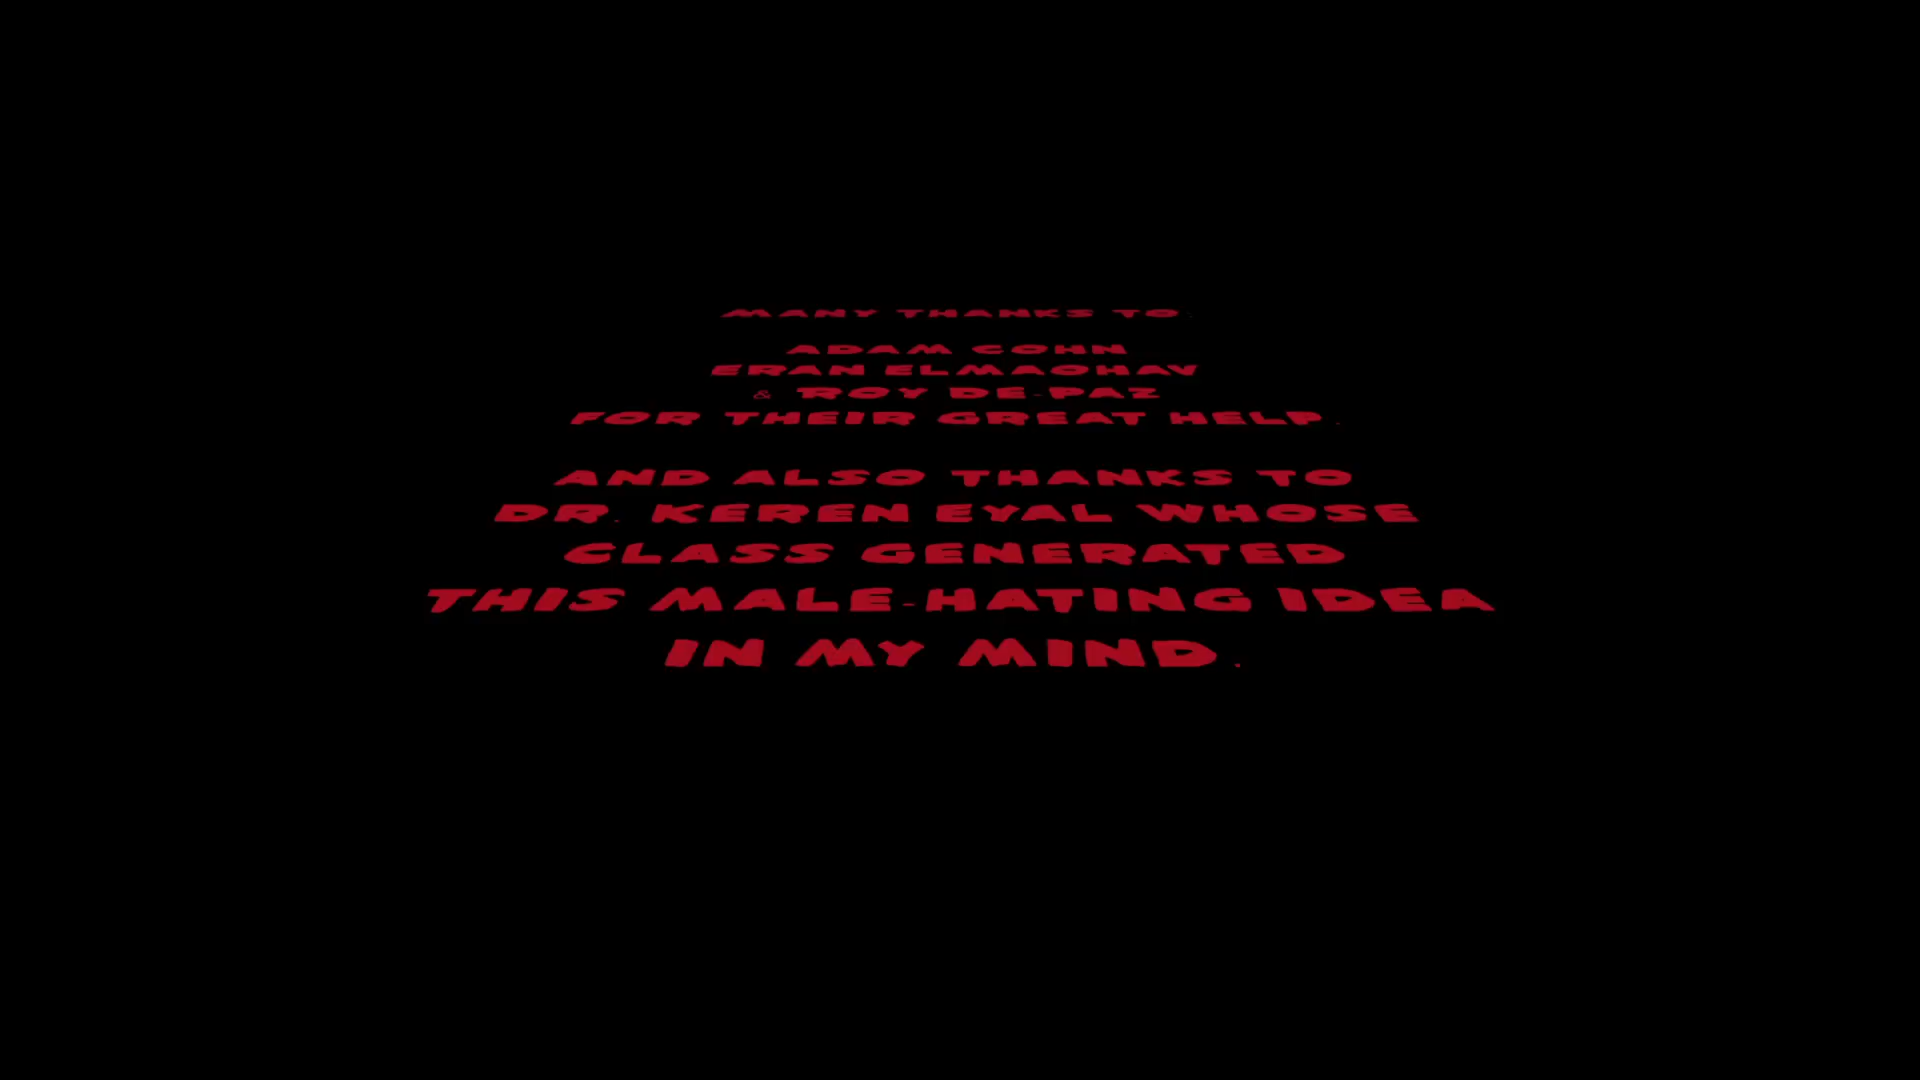 MANY THANKS TO:
ADAM COHN
ERAN ELMAGHAV
& ROY DE-PAZ
FOR THEIR GREAT HELP.
AND ALSO THANKS TO
DR. KEREN EYAL WHOSE
CLASS GENERATED
THIS MALE-HATING IDEA
IN MY MIND.